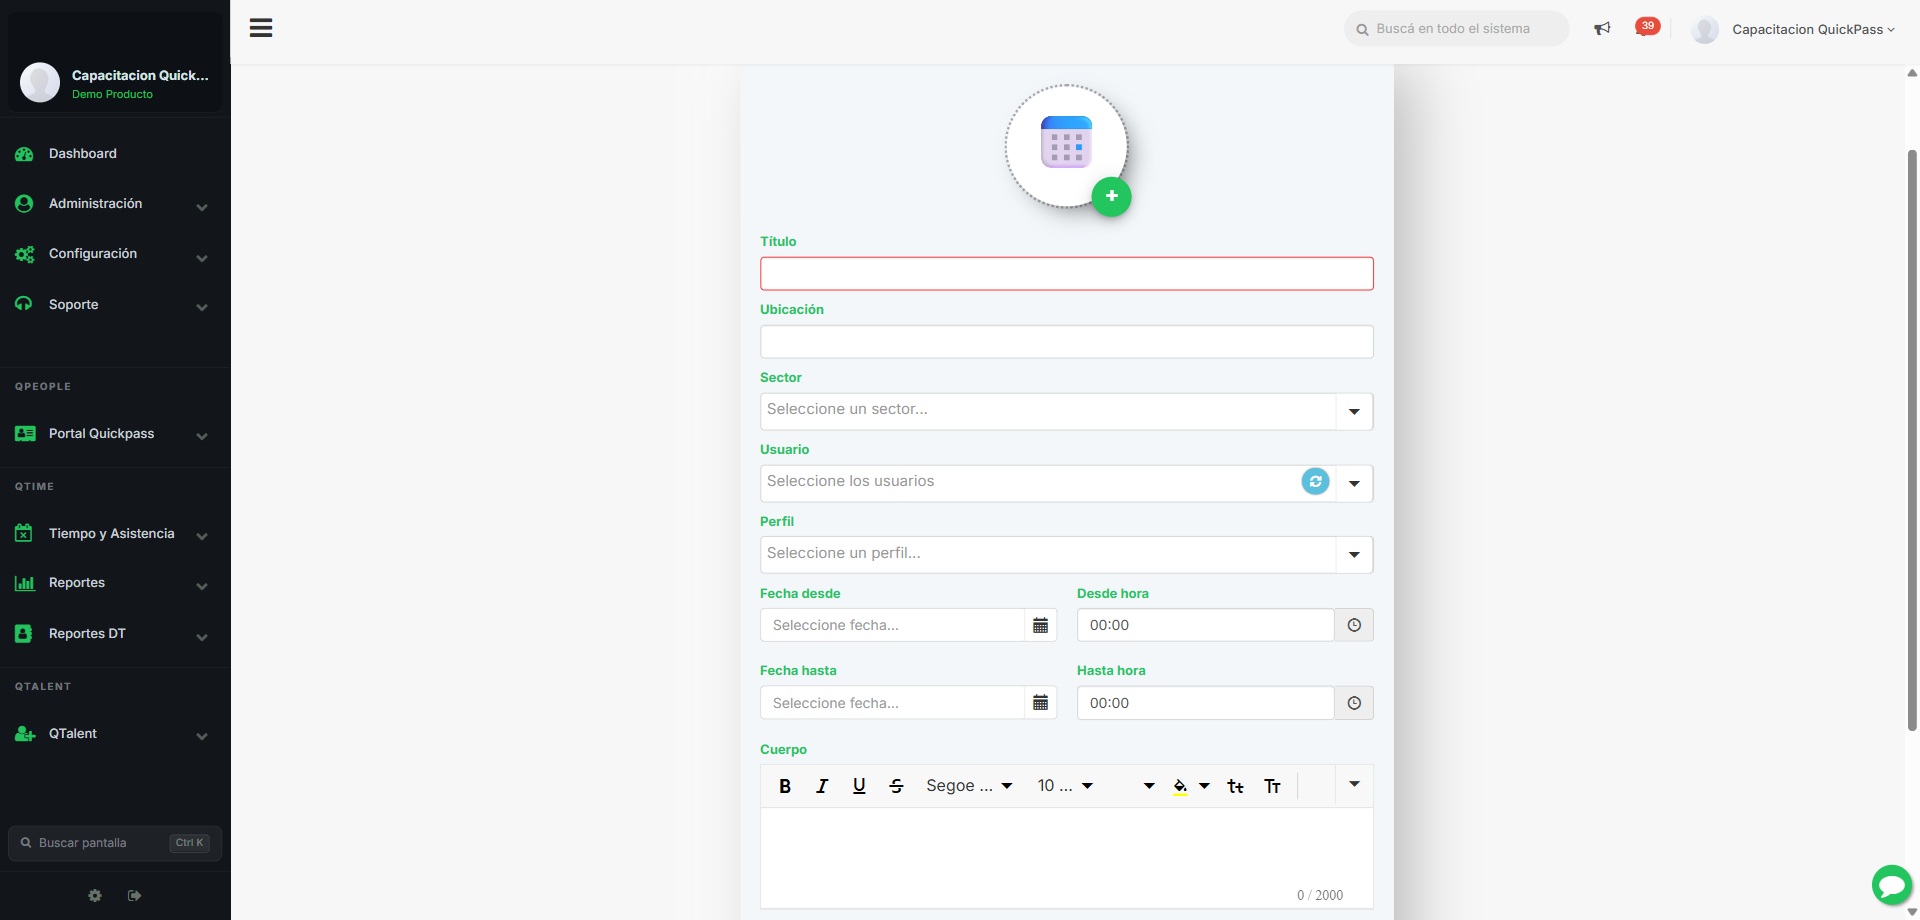 Capacitacion Quick...
Demo Producto
Dashboard
Administración
Configuración
Soporte
QPEOPLE
Portal Quickpass
QTIME
Tiempo y Asistencia
Reportes
Reportes DT
QTALENT
QTalent
Buscar pantalla
Ctrl K
Buscá en todo el sistema
39
Capacitacion QuickPass
Título
Ubicación
Sector
Seleccione un sector...
Usuario
Seleccione los usuarios
Perfil
Seleccione un perfil...
Fecha desde
Desde hora
Seleccione fecha...
00:00
Fecha hasta
Hasta hora
Seleccione fecha...
00:00
Cuerpo
B I U S Segoe ... 10 ... Tt TT
0 / 2000